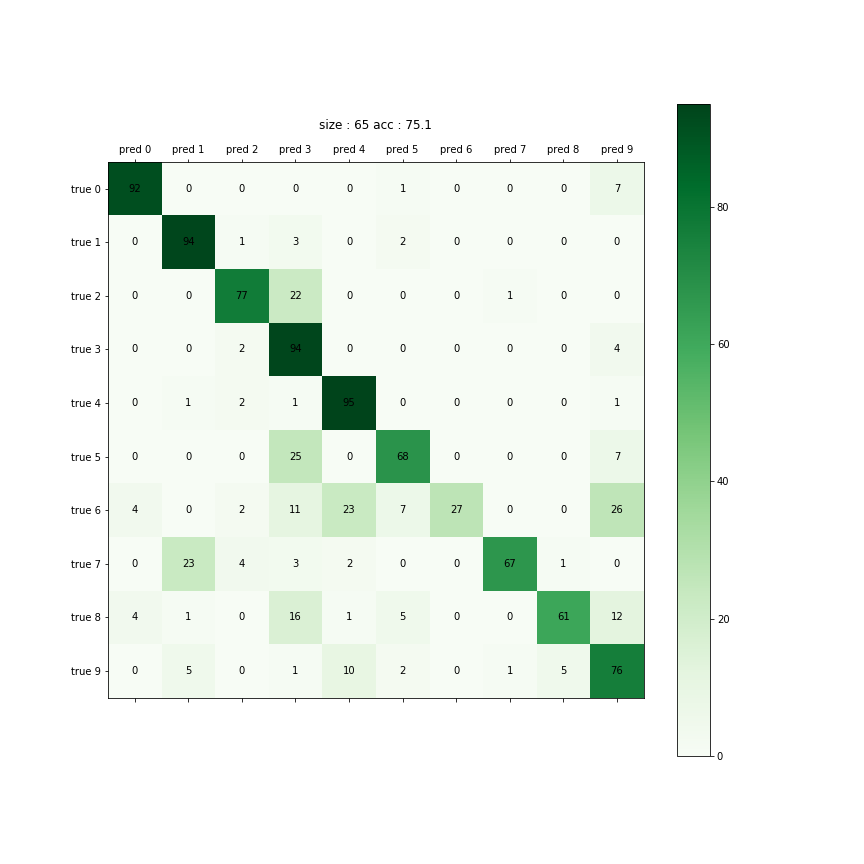 size : 65 acc : 75.1
pred 0 pred 1 pred 2 pred 3 pred 4 pred 5 pred 6 pred 7 pred 8 pred 9
true 0 92 0 0 0 0 1 0 0 0 7
true 1 0 94 1 3 0 2 0 0 0 0
true 2 0 0 77 22 0 0 0 1 0 0
true 3 0 0 2 94 0 0 0 0 0 4
true 4 0 1 2 1 95 0 0 0 0 1
true 5 0 0 0 25 0 68 0 0 0 7
true 6 4 0 2 11 23 7 27 0 0 26
true 7 0 23 4 3 2 0 0 67 1 0
true 8 4 1 0 16 1 5 0 0 61 12
true 9 0 5 0 1 10 2 0 1 5 76
80
60
40
20
0